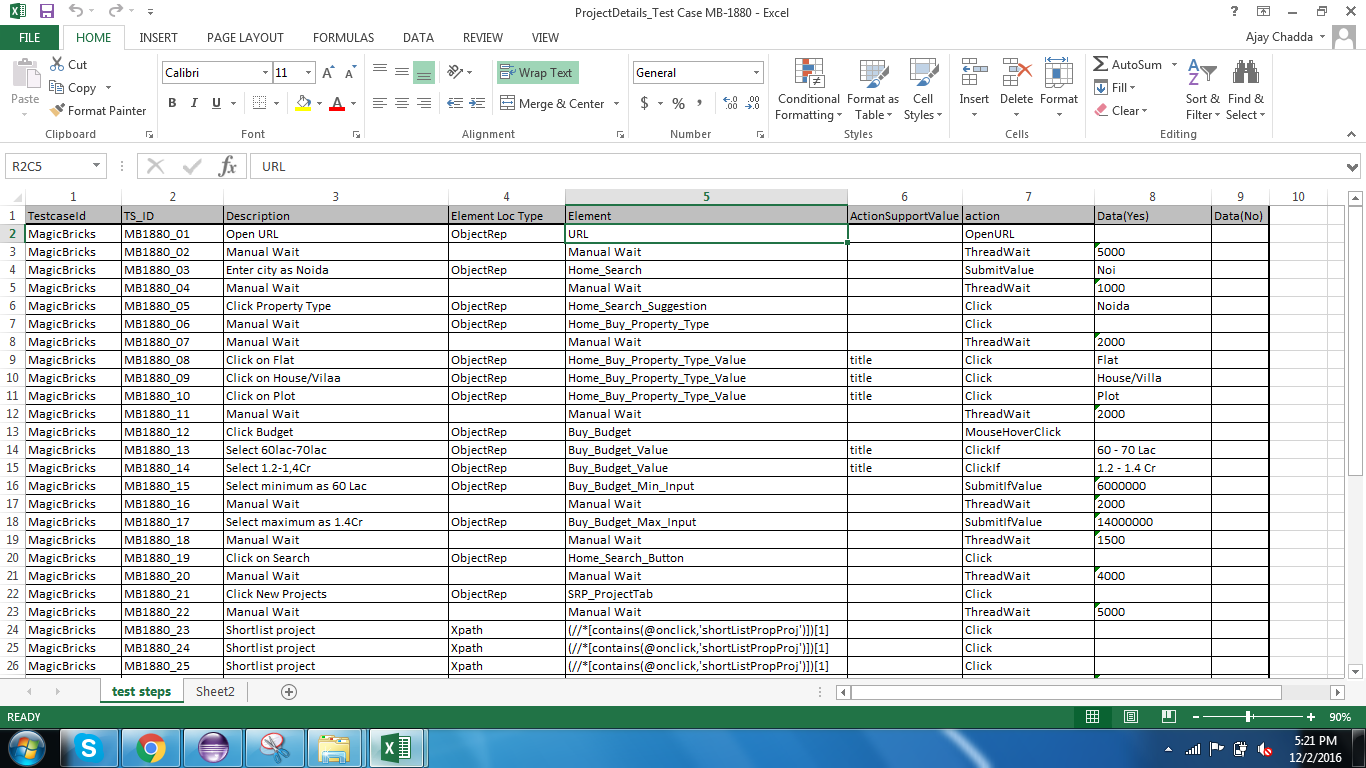 ProjectDetails_Test Case MB-1880 - Excel
FILE HOME INSERT PAGE LAYOUT FORMULAS DATA REVIEW VIEW Ajay Chadda
Cut
Copy
Format Painter
Paste
Clipboard
Calibri 11
B I U
Font
Wrap Text
Merge & Center
Alignment
General
$ % ,
Number
Conditional Formatting
Format as Table
Cell Styles
Styles
Insert Delete Format
Cells
AutoSum
Fill
Clear
Sort & Filter
Find & Select
Editing
R2C5 fx URL
1 2 3 4 5 6 7 8 9 10
1 TestcaseId TS_ID Description Element Loc Type Element ActionSupportValue action Data(Yes) Data(No)
2 MagicBricks MB1880_01 Open URL ObjectRep URL OpenURL
3 MagicBricks MB1880_02 Manual Wait Manual Wait ThreadWait 5000
4 MagicBricks MB1880_03 Enter city as Noida ObjectRep Home_Search SubmitValue Noi
5 MagicBricks MB1880_04 Manual Wait Manual Wait ThreadWait 1000
6 MagicBricks MB1880_05 Click Property Type ObjectRep Home_Search_Suggestion Click Noida
7 MagicBricks MB1880_06 Manual Wait ObjectRep Home_Buy_Property_Type Click
8 MagicBricks MB1880_07 Manual Wait Manual Wait ThreadWait 2000
9 MagicBricks MB1880_08 Click on Flat ObjectRep Home_Buy_Property_Type_Value title Click Flat
10 MagicBricks MB1880_09 Click on House/Vilaa ObjectRep Home_Buy_Property_Type_Value title Click House/Villa
11 MagicBricks MB1880_10 Click on Plot ObjectRep Home_Buy_Property_Type_Value title Click Plot
12 MagicBricks MB1880_11 Manual Wait Manual Wait ThreadWait 2000
13 MagicBricks MB1880_12 Click Budget ObjectRep Buy_Budget MouseHoverClick
14 MagicBricks MB1880_13 Select 60lac-70lac ObjectRep Buy_Budget_Value title ClickIf 60 - 70 Lac
15 MagicBricks MB1880_14 Select 1.2-1,4Cr ObjectRep Buy_Budget_Value title ClickIf 1.2 - 1.4 Cr
16 MagicBricks MB1880_15 Select minimum as 60 Lac ObjectRep Buy_Budget_Min_Input SubmitIfValue 6000000
17 MagicBricks MB1880_16 Manual Wait Manual Wait ThreadWait 2000
18 MagicBricks MB1880_17 Select maximum as 1.4Cr ObjectRep Buy_Budget_Max_Input SubmitIfValue 14000000
19 MagicBricks MB1880_18 Manual Wait Manual Wait ThreadWait 1500
20 MagicBricks MB1880_19 Click on Search ObjectRep Home_Search_Button Click
21 MagicBricks MB1880_20 Manual Wait Manual Wait ThreadWait 4000
22 MagicBricks MB1880_21 Click New Projects ObjectRep SRP_ProjectTab Click
23 MagicBricks MB1880_22 Manual Wait Manual Wait ThreadWait 5000
24 MagicBricks MB1880_23 Shortlist project Xpath (//*[contains(@onclick,'shortListPropProj')])[1] Click
25 MagicBricks MB1880_24 Shortlist project Xpath (//*[contains(@onclick,'shortListPropProj')])[1] Click
26 MagicBricks MB1880_25 Shortlist project Xpath (//*[contains(@onclick,'shortListPropProj')])[1] Click
test steps Sheet2
READY 90%
5:21 PM
12/2/2016